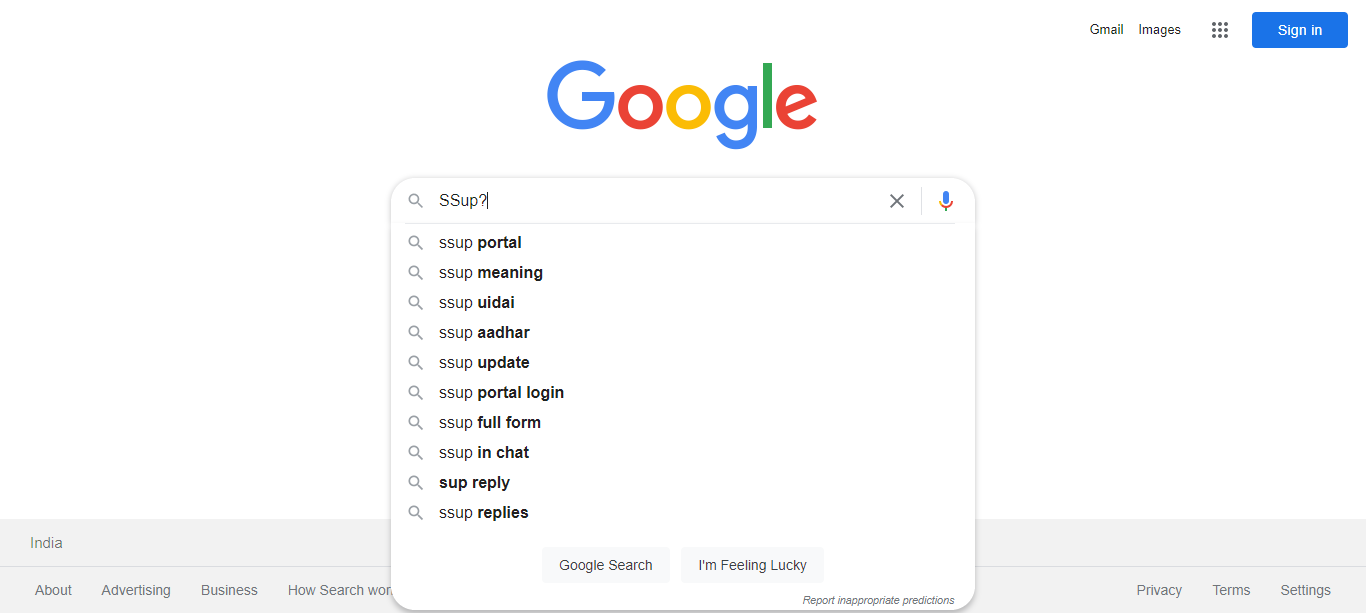 Gmail Images Sign in
Google
SSup?
ssup portal
ssup meaning
ssup uidai
ssup aadhar
ssup update
ssup portal login
ssup full form
ssup in chat
sup reply
ssup replies
Google Search I'm Feeling Lucky
Report inappropriate predictions
India
About Advertising Business How Search wor Privacy Terms Settings